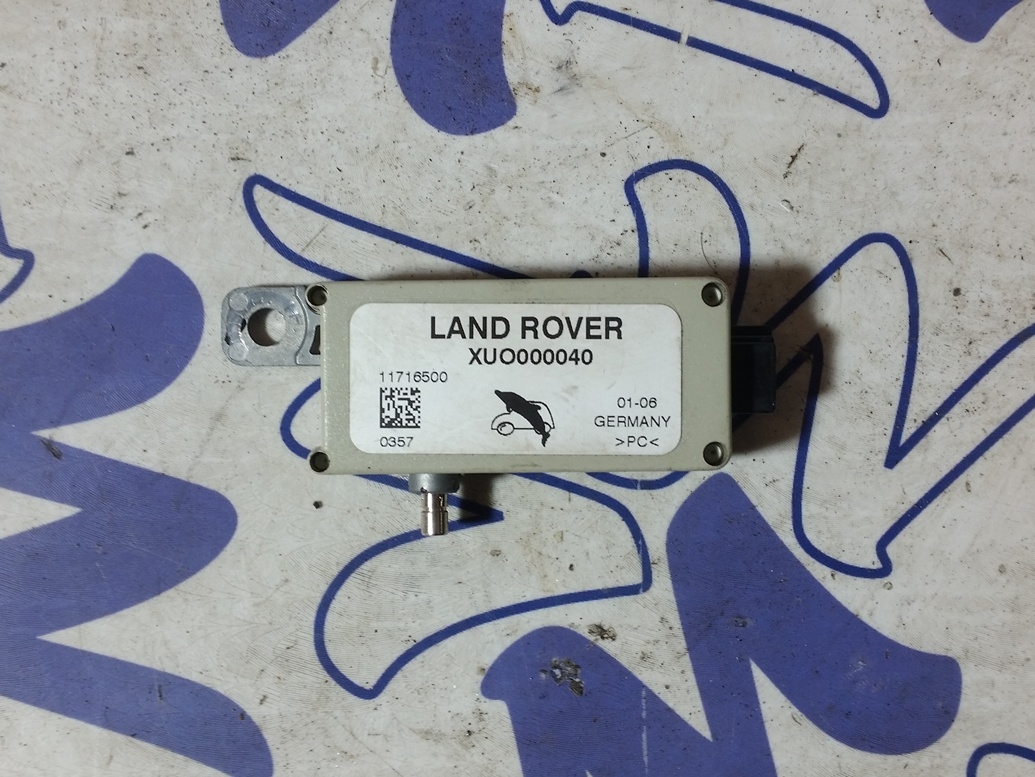 LAND ROVER
XUO000040
11716500
0357
01-06
GERMANY
>PC<